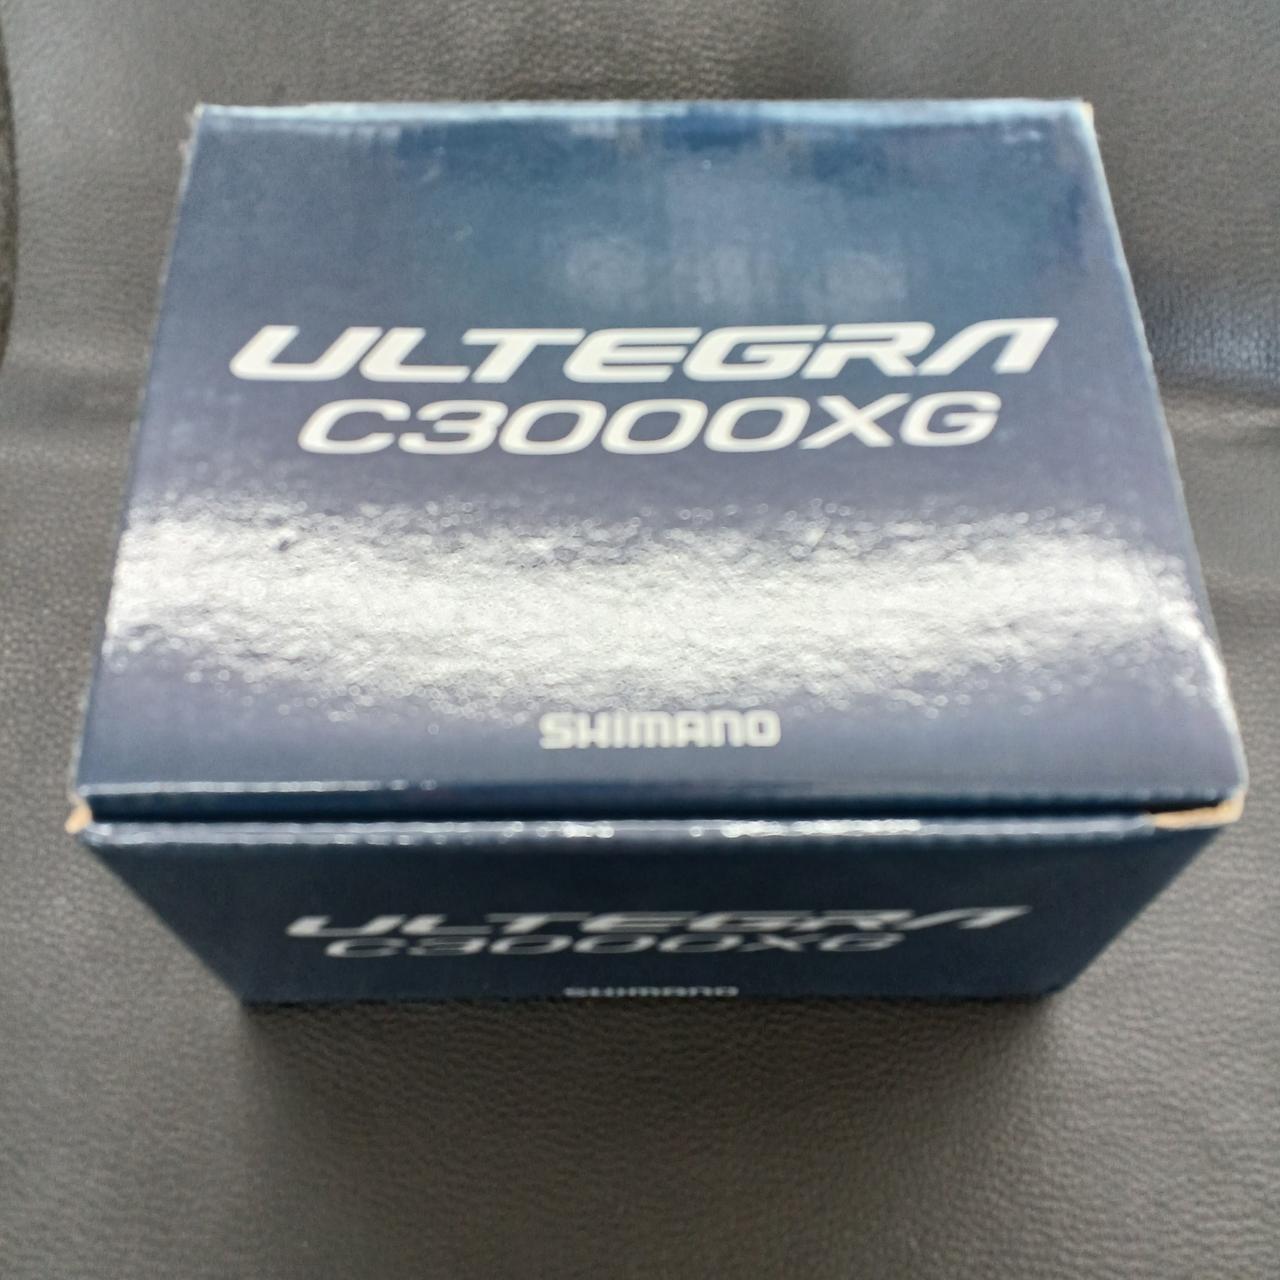 ULTEGRA
C3000XG
SHIMANO
ULTEGRA
C3000XG
SHIMANO